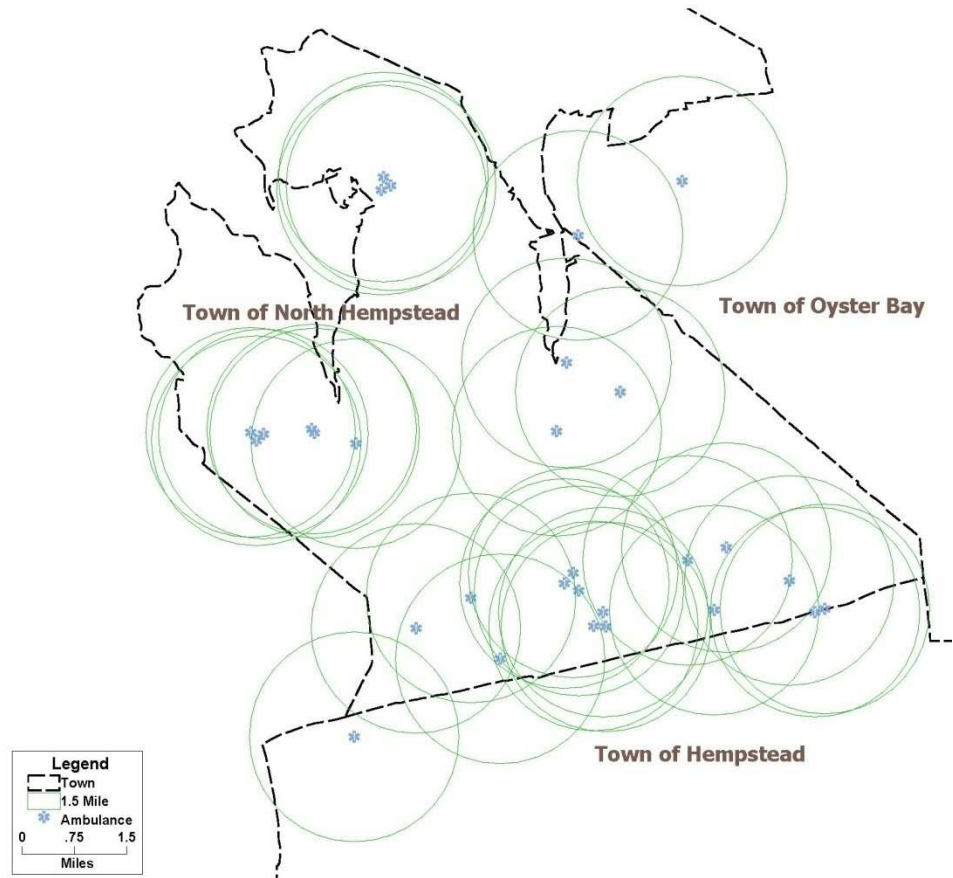 Town of North Hempstead
Town of Oyster Bay
Town of Hempstead
Legend
Town
1.5 Mile
Ambulance
0 .75 1.5
Miles